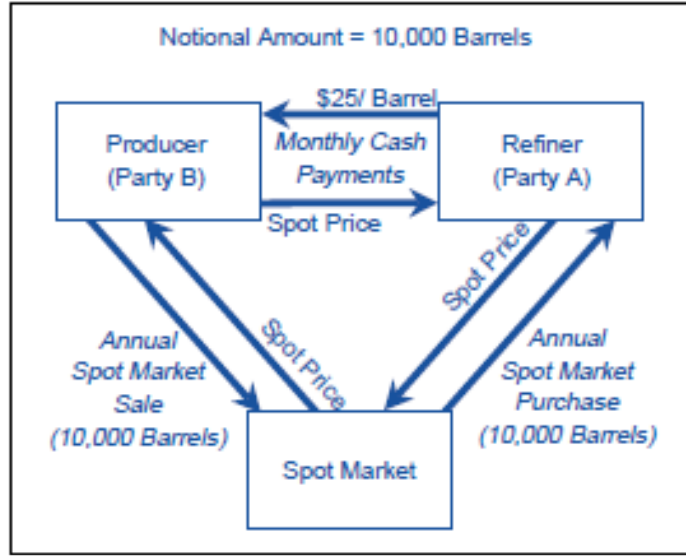 Notional Amount = 10,000 Barrels
$25/ Barrel
Producer
(Party B)
Monthly Cash
Payments
Refiner
(Party A)
Spot Price
Spot Price
Spot Price
Annual
Spot Market
Sale
(10,000 Barrels)
Annual
Spot Market
Purchase
(10,000 Barrels)
Spot Market